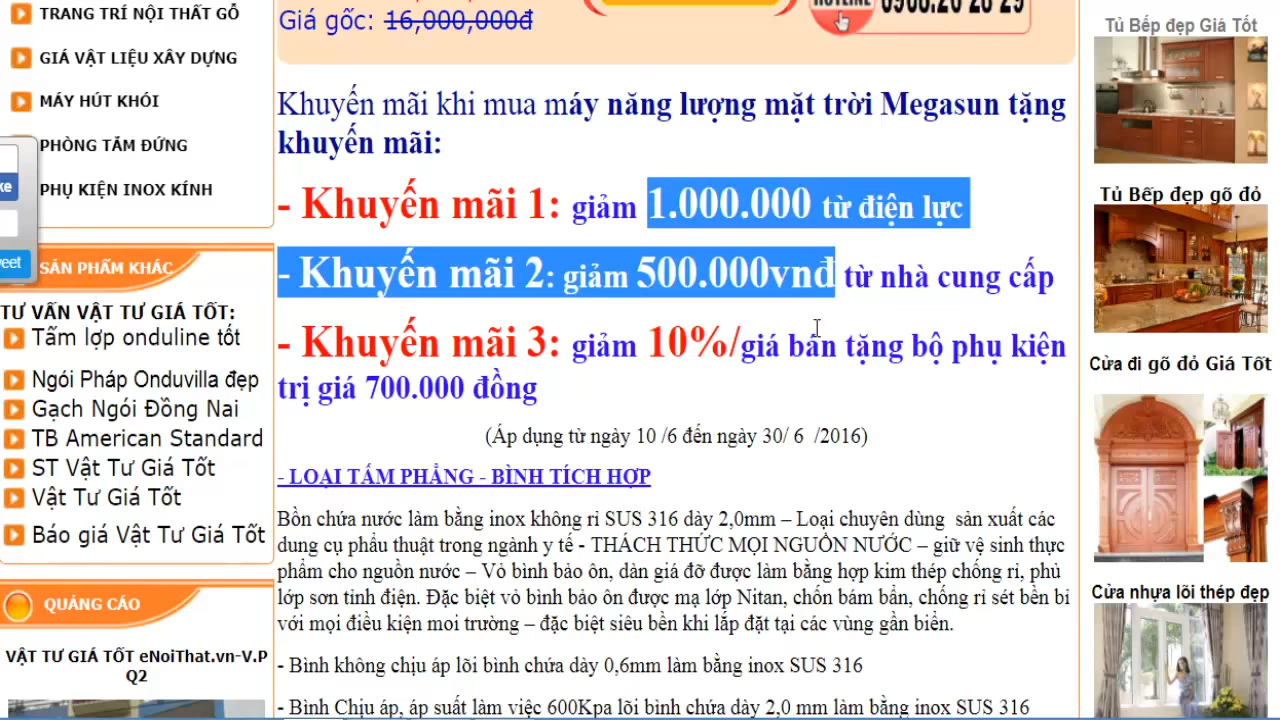 TRANG TRÍ NỘI THẤT GỖ
GIÁ VẬT LIỆU XÂY DỰNG
MÁY HÚT KHÓI
PHÒNG TẮM ĐỨNG
PHỤ KIỆN INOX KÍNH
SẢN PHẨM KHÁC
TƯ VẤN VẬT TƯ GIÁ TỐT:
Tấm lợp onduline tốt
Ngói Pháp Onduvilla đẹp
Gạch Ngói Đồng Nai
TB American Standard
ST Vật Tư Giá Tốt
Vật Tư Giá Tốt
Báo giá Vật Tư Giá Tốt
QUẢNG CÁO
VẬT TƯ GIÁ TỐT eNoiThat.vn-V.P
Q2
Giá gốc: 16,000,000đ
HOTLINE 0908.26 28 29
Khuyến mãi khi mua máy năng lượng mặt trời Megasun tặng
khuyến mãi:
- Khuyến mãi 1: giảm 1.000.000 từ điện lực
- Khuyến mãi 2: giảm 500.000vnđ từ nhà cung cấp
- Khuyến mãi 3: giảm 10%/giá bán tặng bộ phụ kiện
trị giá 700.000 đồng
(Áp dụng từ ngày 10 /6 đến ngày 30/ 6 /2016)
- LOẠI TẤM PHẲNG - BÌNH TÍCH HỢP
Bồn chứa nước làm bằng inox không rỉ SUS 316 dày 2,0mm – Loại chuyên dùng sản xuất các
dung cụ phẩu thuật trong ngành y tế - THÁCH THỨC MỌI NGUỒN NƯỚC – giữ vệ sinh thực
phẩm cho nguồn nước – Vỏ bình bảo ôn, dàn giá đỡ được làm bằng hợp kim thép chống rỉ, phủ
lớp sơn tỉnh điện. Đặc biệt vỏ bình bảo ôn được mạ lớp Nitan, chốn bám bẩn, chống rỉ sét bền bỉ
với mọi điều kiện moi trường – đặc biệt siêu bền khi lắp đặt tại các vùng gần biển.
- Bình không chịu áp lõi bình chứa dày 0,6mm làm bằng inox SUS 316
- Bình Chịu áp, áp suất làm việc 600Kpa lõi bình chứa dày 2,0 mm làm bằng inox SUS 316
Tủ Bếp đẹp Giá Tốt
Tủ Bếp đẹp gõ đỏ
Cửa đi gõ đỏ Giá Tốt
Cửa nhựa lõi thép đẹp